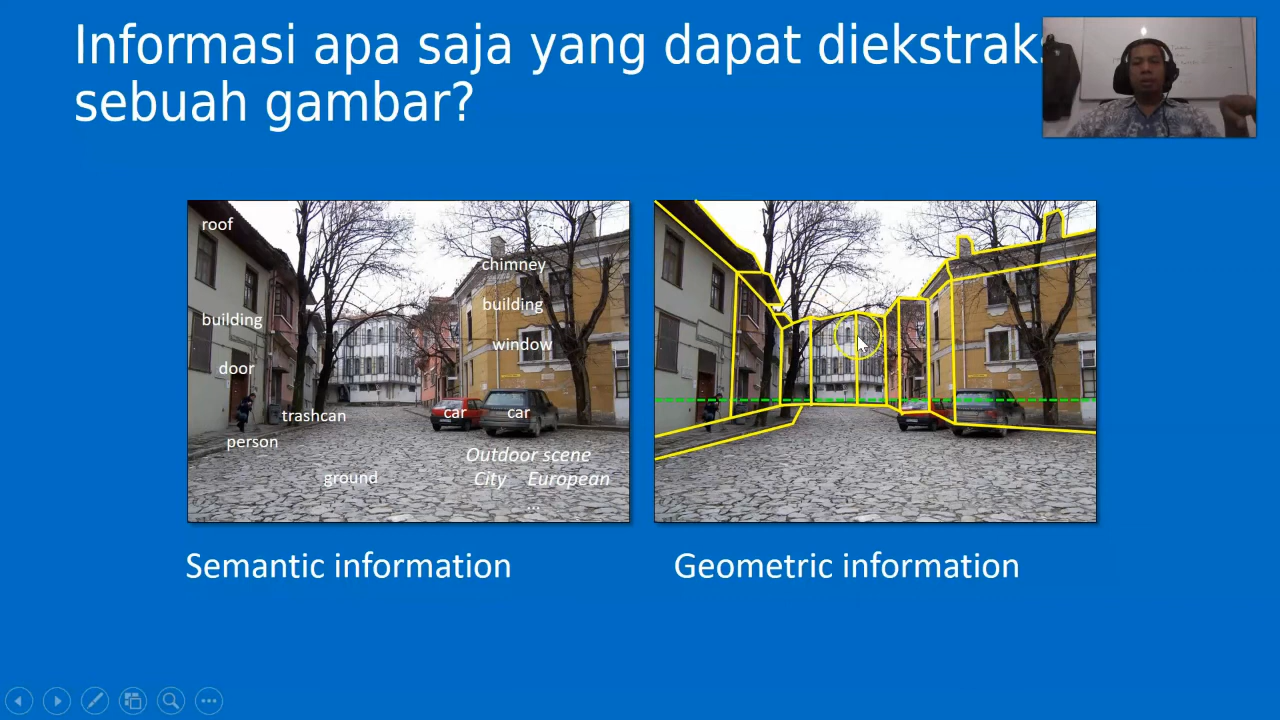 Informasi apa saja yang dapat diekstrak
sebuah gambar?
roof
chimney
building
building
window
door
trashcan
car
car
person
Outdoor scene
ground
City European
...
Semantic information
Geometric information